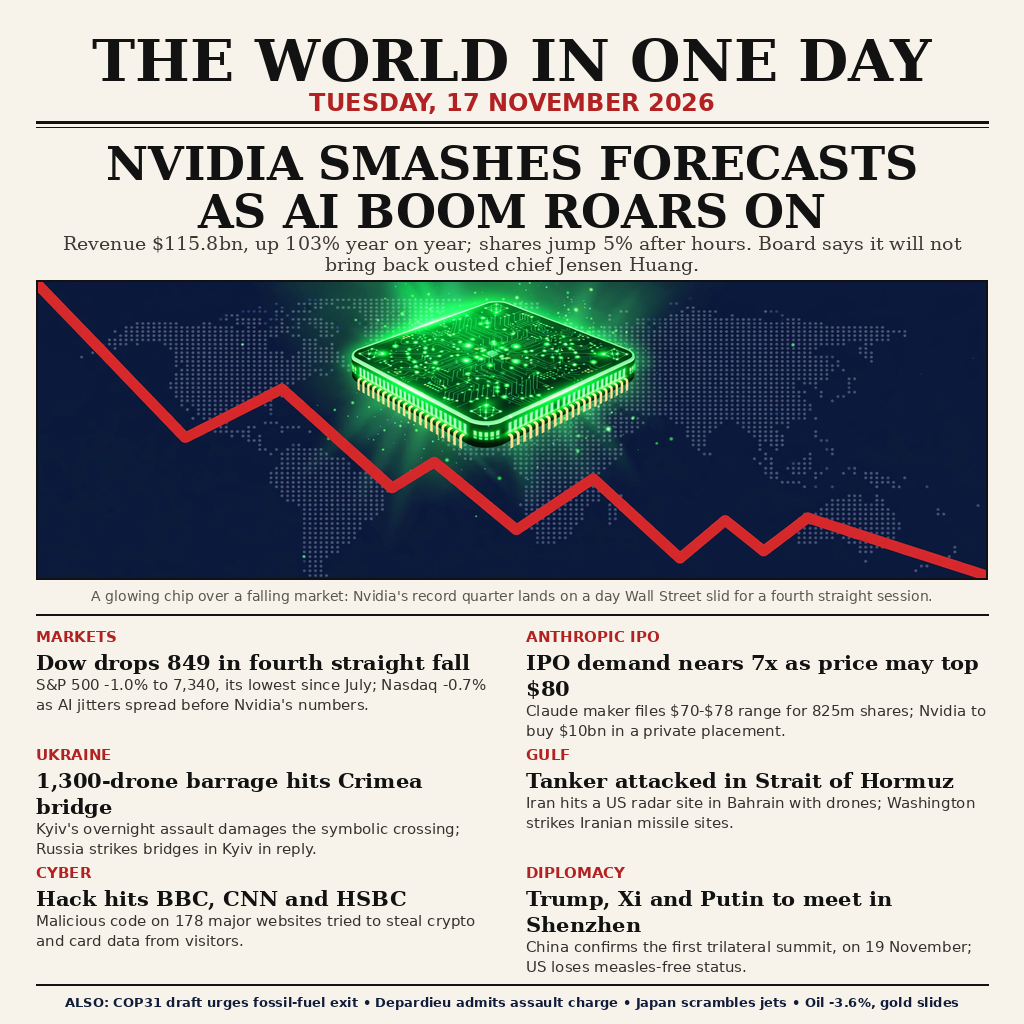 THE WORLD IN ONE DAY
TUESDAY, 17 NOVEMBER 2026
NVIDIA SMASHES FORECASTS
AS AI BOOM ROARS ON
Revenue $115.8bn, up 103% year on year; shares jump 5% after hours. Board says it will not
bring back ousted chief Jensen Huang.
A glowing chip over a falling market: Nvidia's record quarter lands on a day Wall Street slid for a fourth straight session.
MARKETS
Dow drops 849 in fourth straight fall
S&P 500 -1.0% to 7,340, its lowest since July; Nasdaq -0.7%
as AI jitters spread before Nvidia's numbers.
ANTHROPIC IPO
IPO demand nears 7x as price may top
$80
Claude maker files $70-$78 range for 825m shares; Nvidia to
buy $10bn in a private placement.
UKRAINE
1,300-drone barrage hits Crimea
bridge
Kyiv's overnight assault damages the symbolic crossing;
Russia strikes bridges in Kyiv in reply.
GULF
Tanker attacked in Strait of Hormuz
Iran hits a US radar site in Bahrain with drones; Washington
strikes Iranian missile sites.
CYBER
Hack hits BBC, CNN and HSBC
Malicious code on 178 major websites tried to steal crypto
and card data from visitors.
DIPLOMACY
Trump, Xi and Putin to meet in
Shenzhen
China confirms the first trilateral summit, on 19 November;
US loses measles-free status.
ALSO: COP31 draft urges fossil-fuel exit • Depardieu admits assault charge • Japan scrambles jets • Oil -3.6%, gold slides